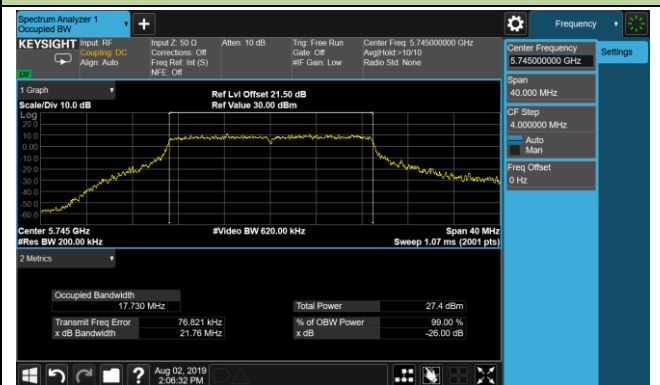 Spectrum Analyzer 1
Occupied BW
Frequency
KEYSIGHT
Input: RF
Coupling: DC
Align: Auto
Input Z: 50 Ω
Corrections: Off
Freq Ref: Int (S)
NFE: Off
Atten: 10 dB
Trig: Free Run
Gate: Off
#IF Gain: Low
Center Freq: 5.745000000 GHz
Avg|Hold:>10/10
Radio Std: None
Center Frequency
5.745000000 GHz
Settings
Span
40.000 MHz
CF Step
4.000000 MHz
Auto
Man
Freq Offset
0 Hz
1 Graph
Scale/Div 10.0 dB
Ref Lvl Offset 21.50 dB
Ref Value 30.00 dBm
Log
20.0
10.0
0.00
-10.0
-20.0
-30.0
-40.0
-50.0
-60.0
Center 5.745 GHz
#Res BW 200.00 kHz
#Video BW 620.00 kHz
Span 40 MHz
Sweep 1.07 ms (2001 pts)
2 Metrics
Occupied Bandwidth
17.730 MHz
Total Power 27.4 dBm
Transmit Freq Error 76.821 kHz
% of OBW Power 99.00 %
x dB Bandwidth 21.76 MHz
x dB -26.00 dB
Aug 02, 2019
2:06:32 PM